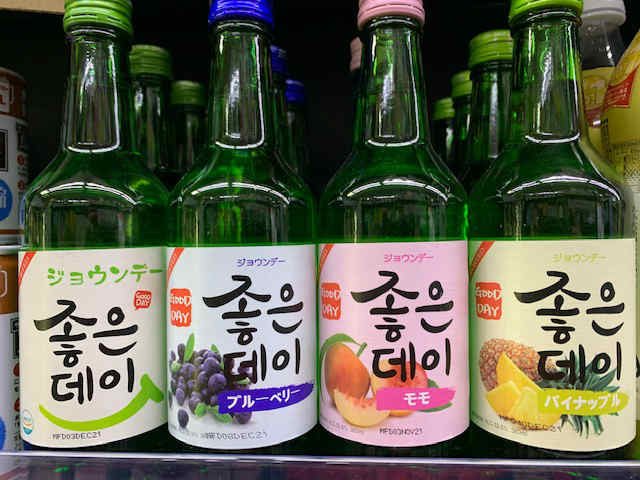 ジョウンデー
좋은
데이
GOOD
DAY
MFD03DEC21
ジョウンデー
GOOD
DAY
좋은
데이
ブルーベリー
MFD08DEC21
ジョウンデー
GOOD
DAY
좋은
데이
モモ
MFD03NOV21
ジョウンデー
GOOD
DAY
좋은
데이
パイナップル